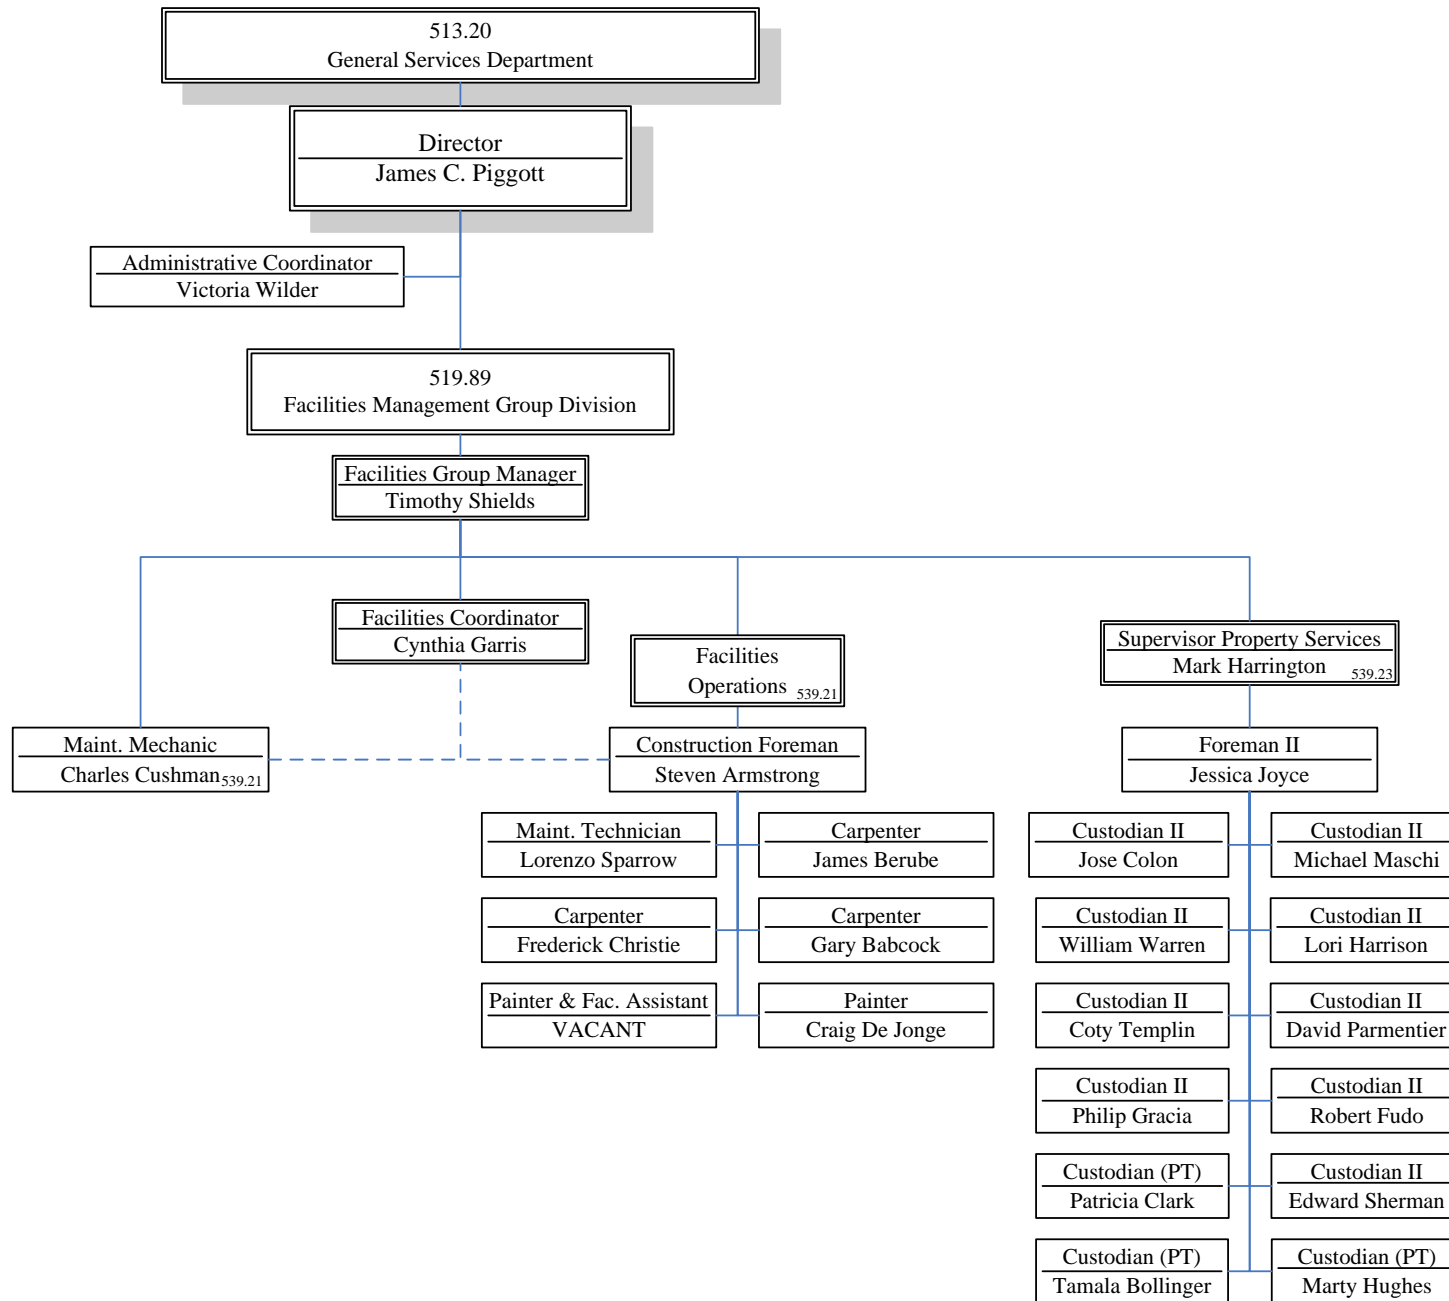 513.20
General Services Department
Director
James C. Piggott
Administrative Coordinator
Victoria Wilder
519.89
Facilities Management Group Division
Facilities Group Manager
Timothy Shields
Facilities Coordinator
Cynthia Garris
Facilities
Operations 539.21
Supervisor Property Services
Mark Harrington 539.23
Maint. Mechanic
Charles Cushman 539.21
Construction Foreman
Steven Armstrong
Foreman II
Jessica Joyce
Maint. Technician
Lorenzo Sparrow
Carpenter
James Berube
Carpenter
Frederick Christie
Carpenter
Gary Babcock
Painter & Fac. Assistant
VACANT
Painter
Craig De Jonge
Custodian II
Jose Colon
Custodian II
Michael Maschi
Custodian II
William Warren
Custodian II
Lori Harrison
Custodian II
Coty Templin
Custodian II
David Parmentier
Custodian II
Philip Gracia
Custodian II
Robert Fudo
Custodian (PT)
Patricia Clark
Custodian II
Edward Sherman
Custodian (PT)
Tamala Bollinger
Custodian (PT)
Marty Hughes